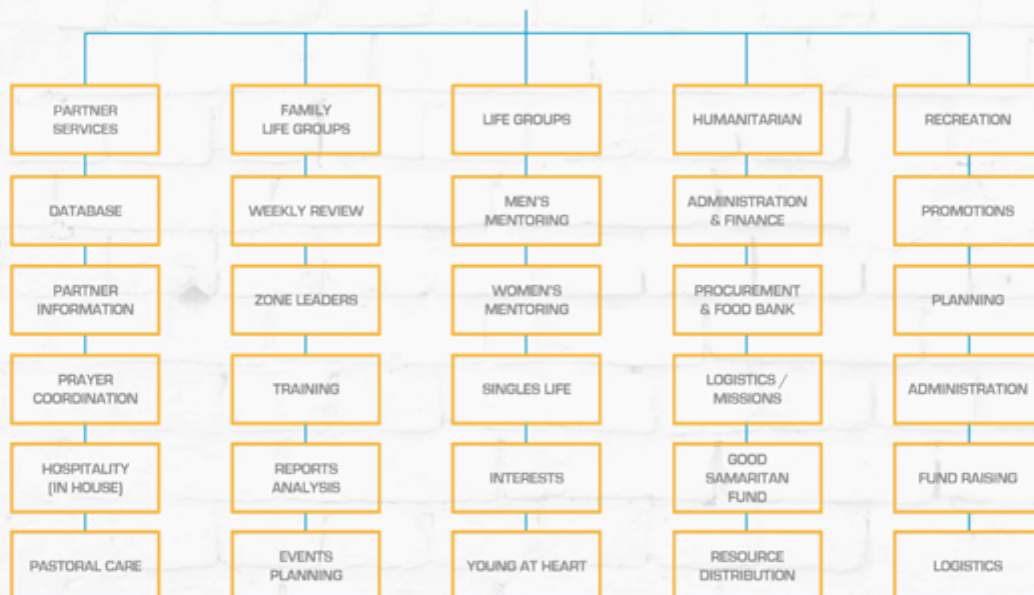 PARTNER
SERVICES
FAMILY
LIFE GROUPS
LIFE GROUPS
HUMANITARIAN
RECREATION
DATABASE
WEEKLY REVIEW
MEN'S
MENTORING
ADMINISTRATION
& FINANCE
PROMOTIONS
PARTNER
INFORMATION
ZONE LEADERS
WOMEN'S
MENTORING
PROCUREMENT
& FOOD BANK
PLANNING
PRAYER
COORDINATION
TRAINING
SINGLES LIFE
LOGISTICS /
MISSIONS
ADMINISTRATION
HOSPITALITY
(IN HOUSE)
REPORTS
ANALYSIS
INTERESTS
GOOD
SAMARITAN
FUND
FUND RAISING
PASTORAL CARE
EVENTS
PLANNING
YOUNG AT HEART
RESOURCE
DISTRIBUTION
LOGISTICS